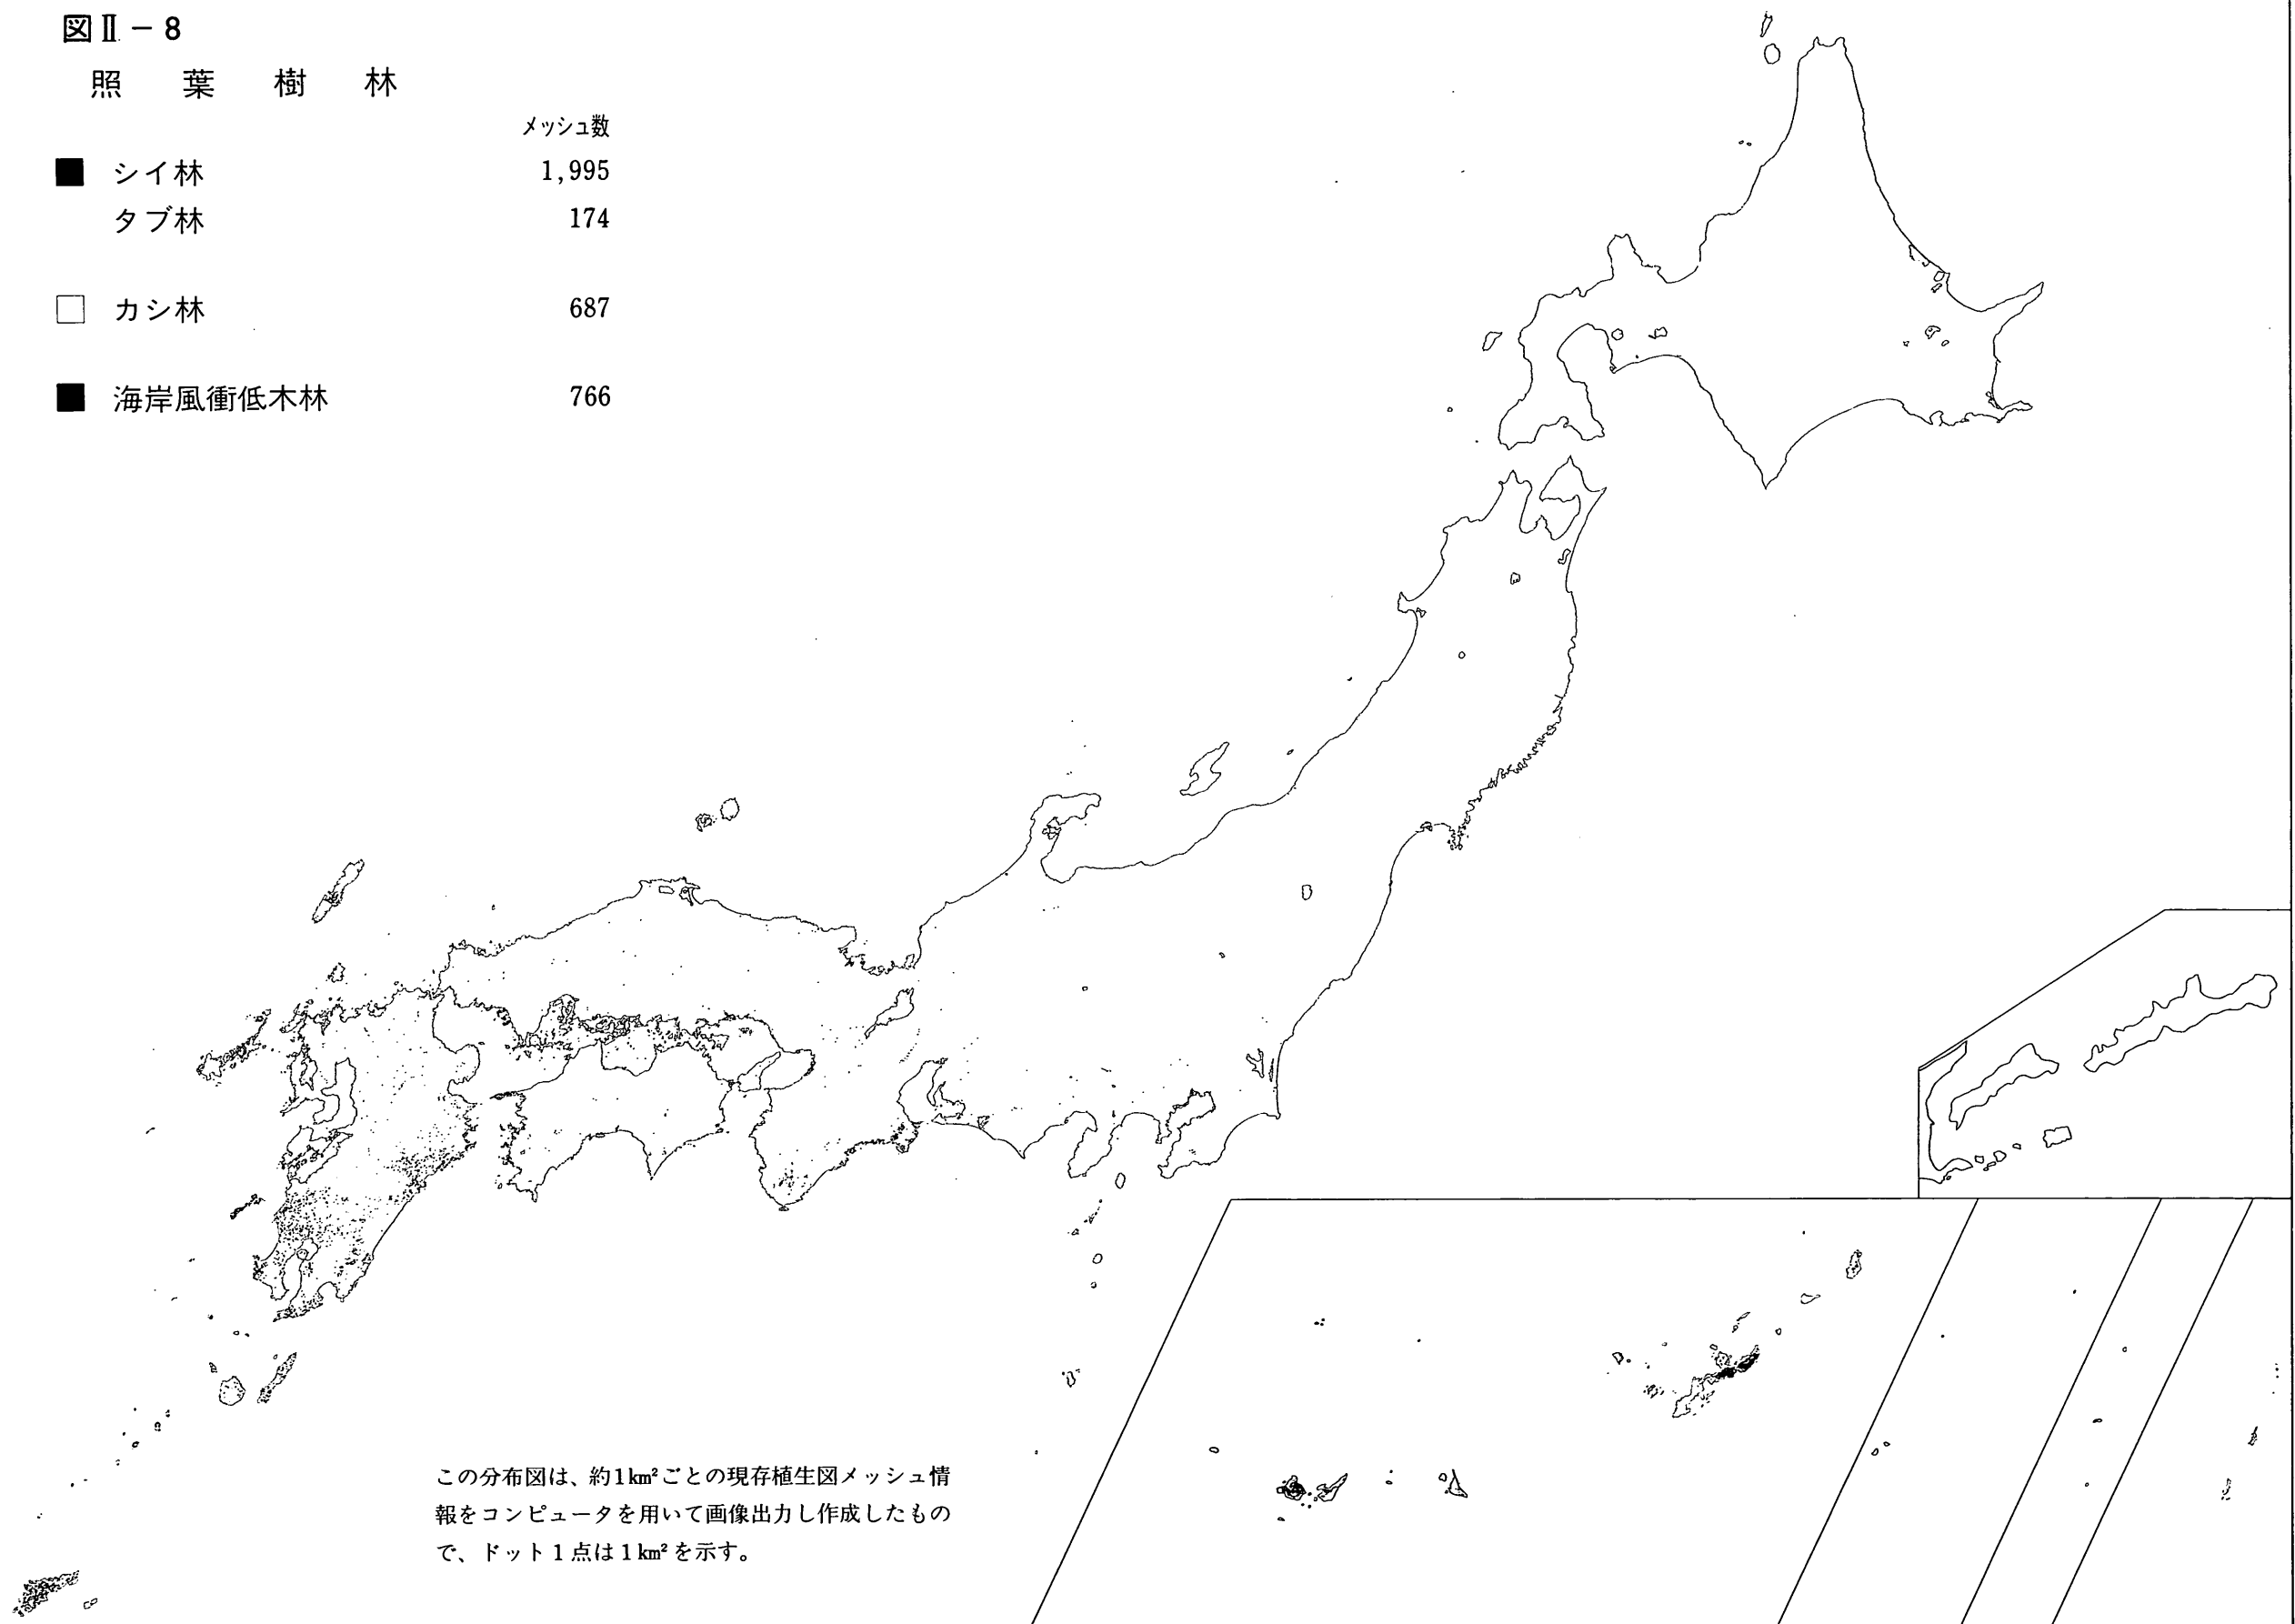 図Ⅱ－8
照葉樹林
メッシュ数
シイ林 1,995
タブ林 174
カシ林 687
海岸風衝低木林 766
この分布図は、約1km²ごとの現存植生図メッシュ情
報をコンピュータを用いて画像出力し作成したもの
で、ドット1点は1km²を示す。